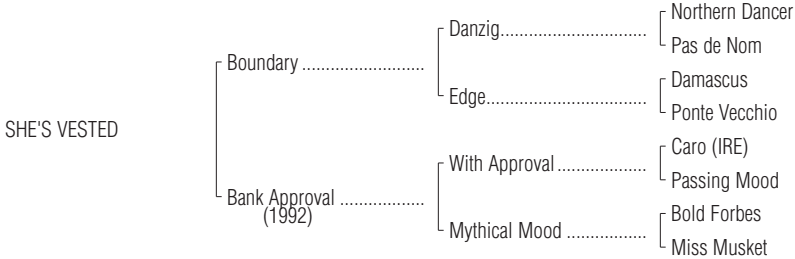 Northern Dancer
Danzig..............................
Pas de Nom
Boundary ..........................
Damascus
Edge.................................
Ponte Vecchio
SHE'S VESTED
Caro (IRE)
With Approval...................
Passing Mood
Bank Approval ..................
(1992)
Bold Forbes
Mythical Mood .................
Miss Musket